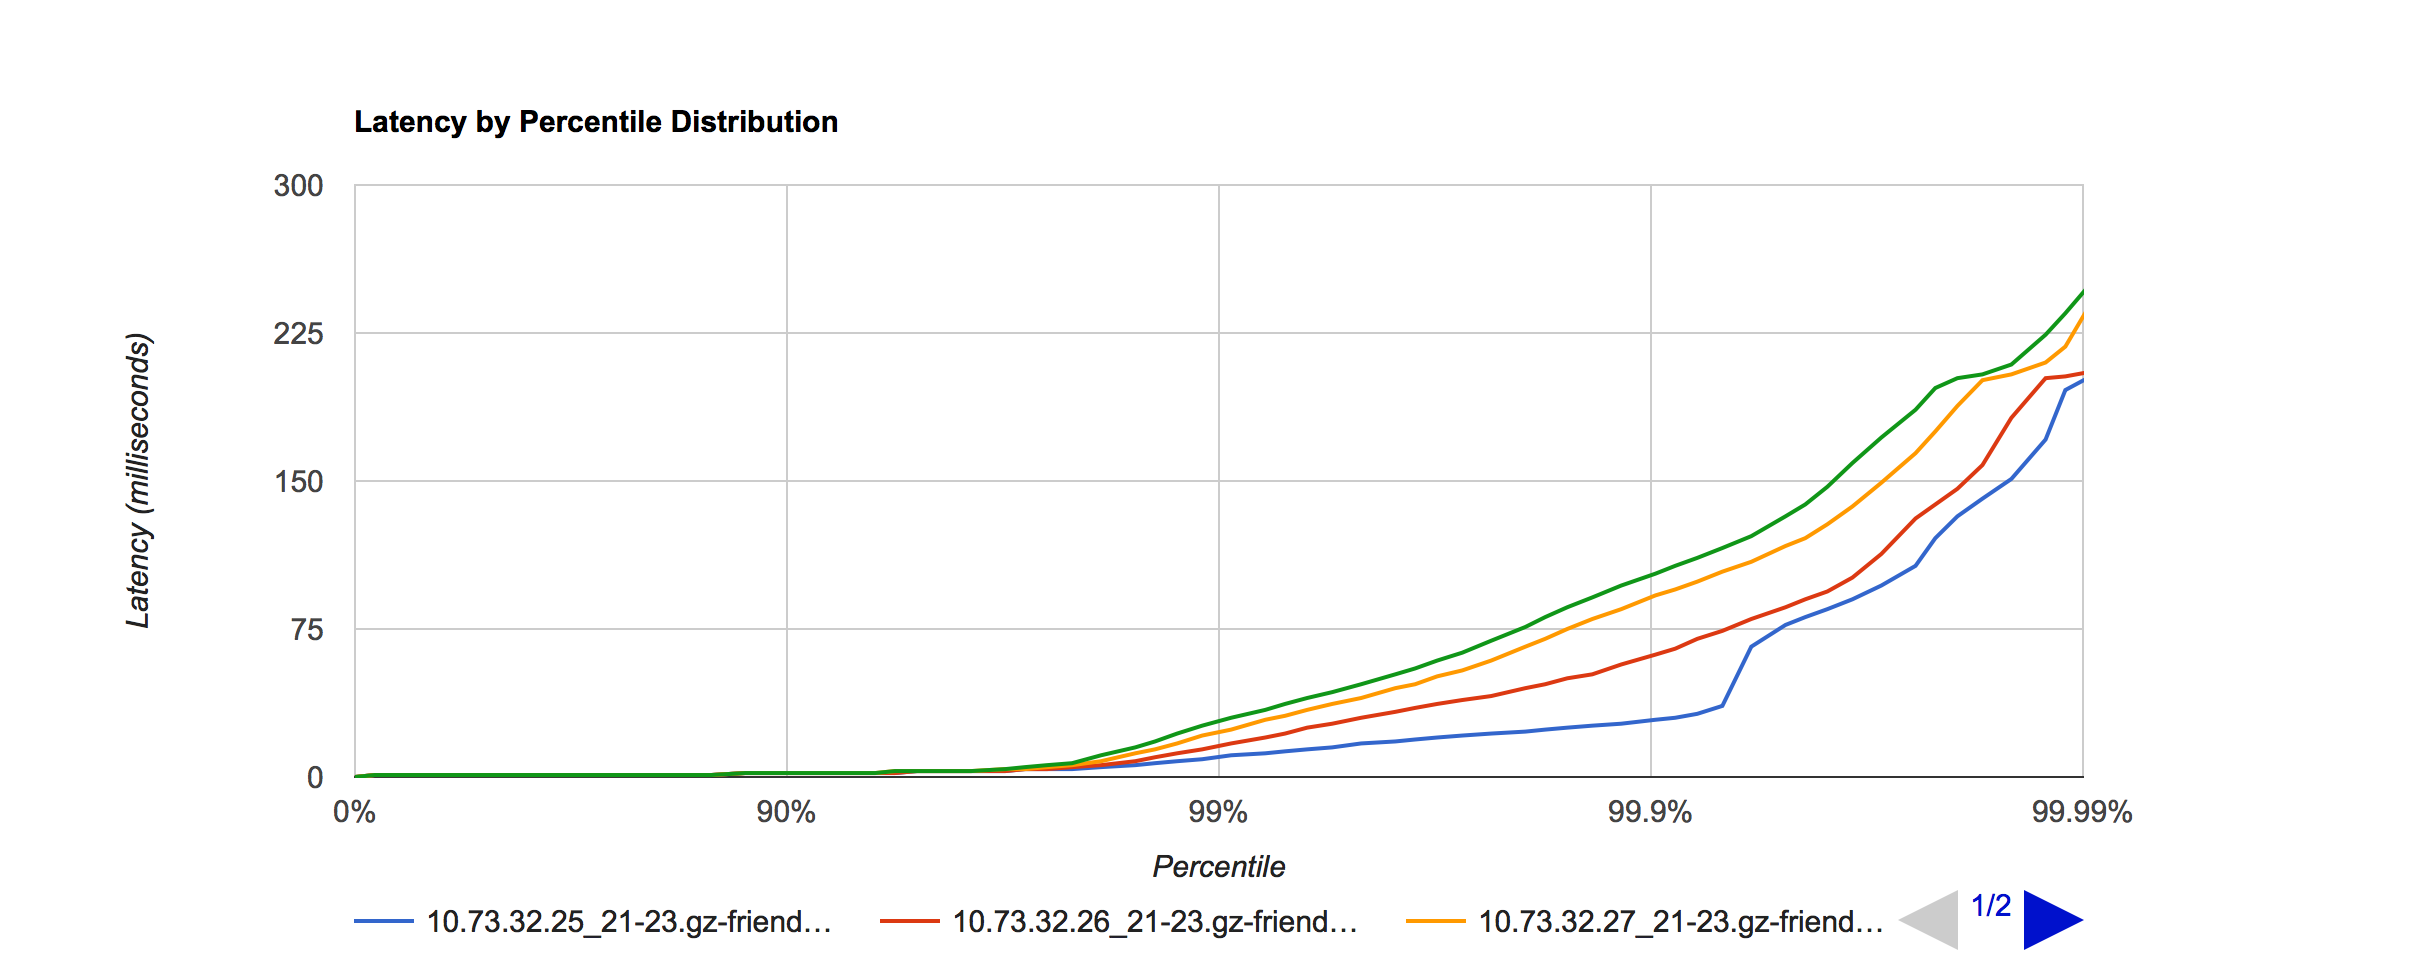 Latency by Percentile Distribution
300
225
150
75
0
Latency (milliseconds)
0% 90% 99% 99.9% 99.99%
Percentile
10.73.32.25_21-23.gz-friend... 10.73.32.26_21-23.gz-friend... 10.73.32.27_21-23.gz-friend... 1/2